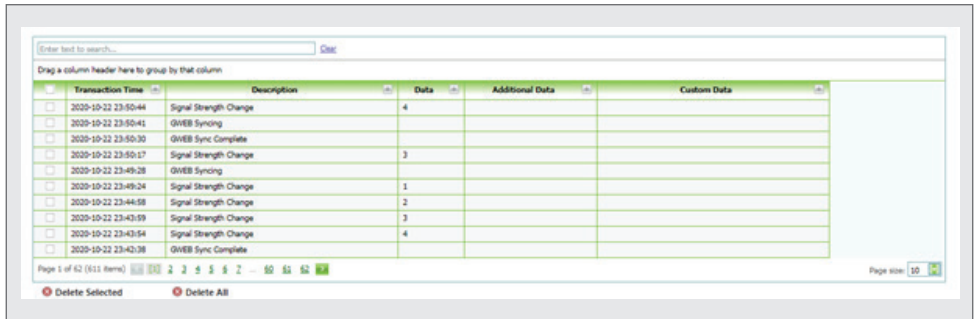 Enter text to search... Clear
Drag a column header here to group by that column
Transaction Time Description Data Additional Data Custom Data
2020-10-22 23:50:44 Signal Strength Change 4
2020-10-22 23:50:41 GWEB Syncing
2020-10-22 23:50:30 GWEB Sync Complete
2020-10-22 23:50:17 Signal Strength Change 3
2020-10-22 23:49:28 GWEB Syncing
2020-10-22 23:49:24 Signal Strength Change 1
2020-10-22 23:44:58 Signal Strength Change 2
2020-10-22 23:43:59 Signal Strength Change 3
2020-10-22 23:43:54 Signal Strength Change 4
2020-10-22 23:42:38 GWEB Sync Complete
Page 1 of 62 (611 items) [1] 2 3 4 5 6 7 ... 60 61 62 Page size: 10
Delete Selected Delete All